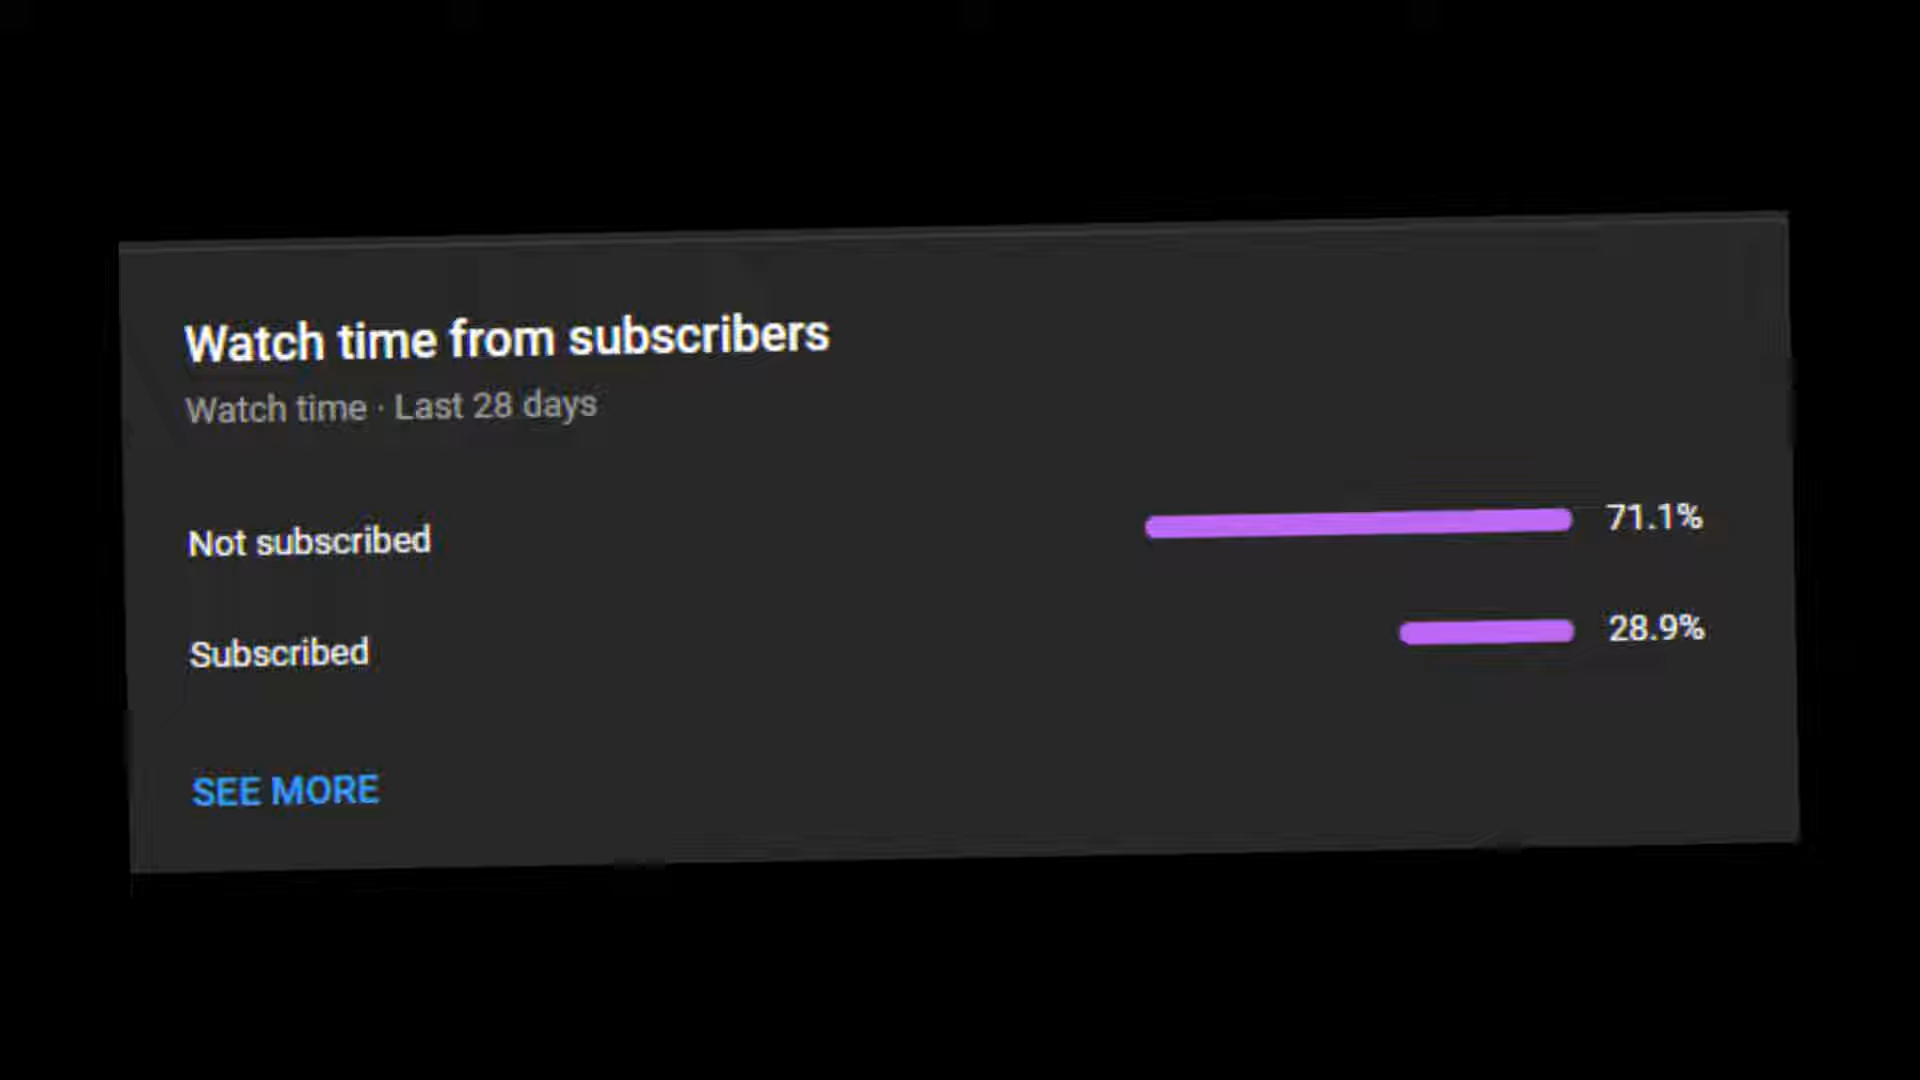 Watch time from subscribers
Watch time · Last 28 days
Not subscribed 71.1%
Subscribed 28.9%
SEE MORE